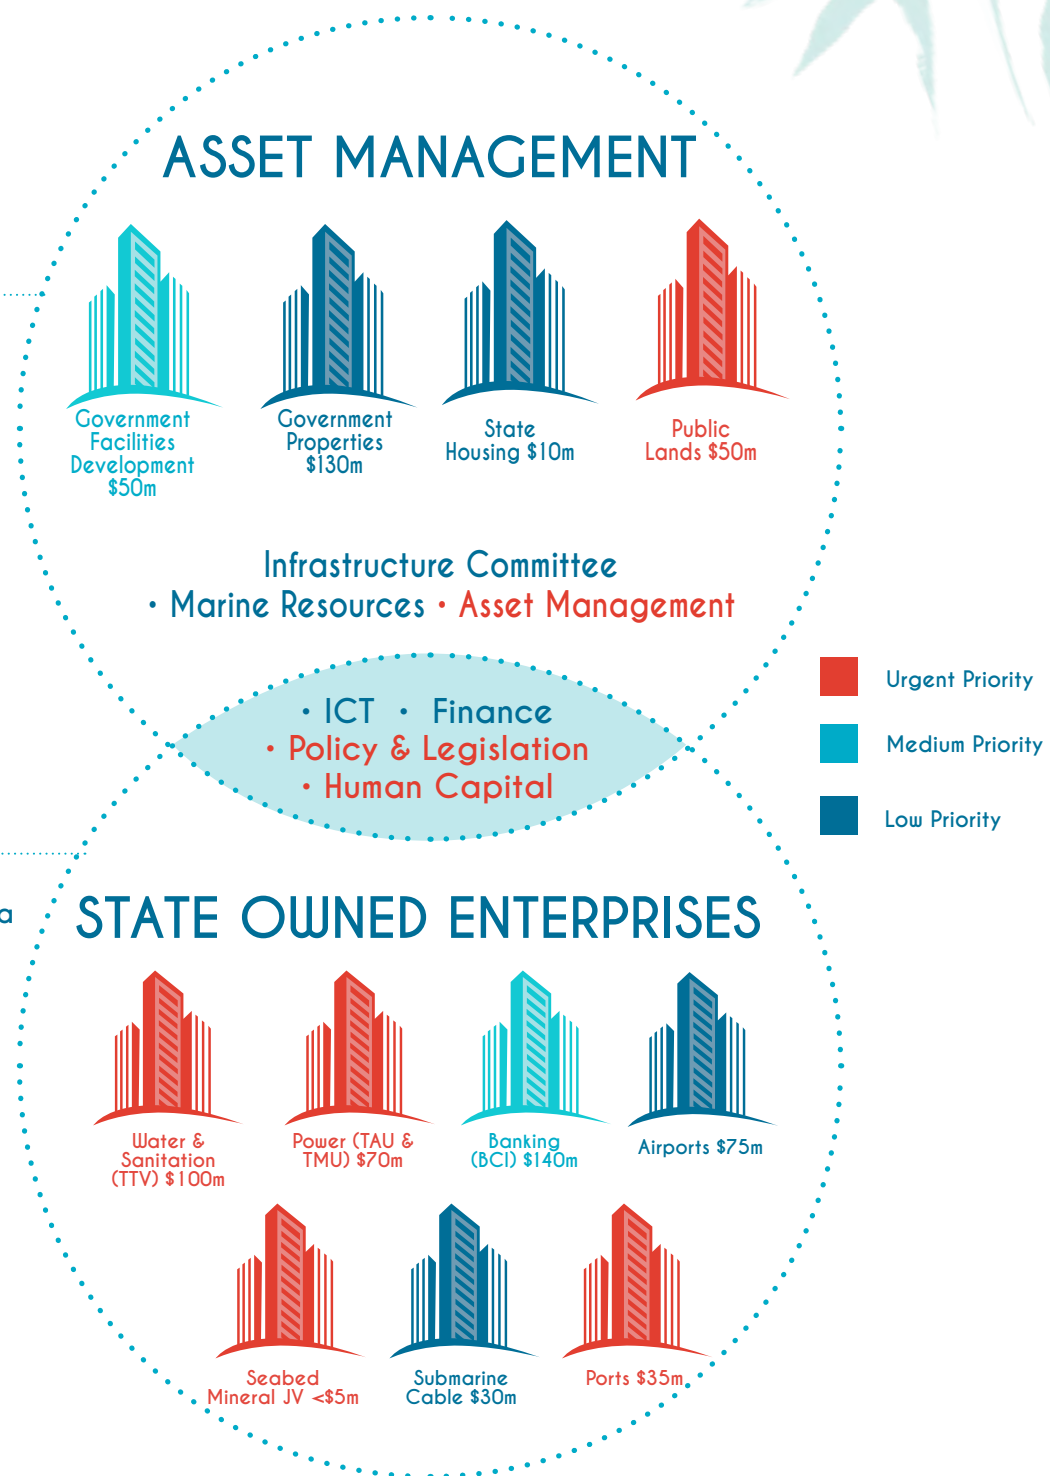 ASSET MANAGEMENT
Government
Facilities
Development
$50m
Government
Properties
$130m
State
Housing $10m
Public
Lands $50m
Infrastructure Committee
• Marine Resources • Asset Management
• ICT • Finance
• Policy & Legislation
• Human Capital
Urgent Priority
Medium Priority
Low Priority
a
STATE OWNED ENTERPRISES
Water &
Sanitation
(TTV) $100m
Power (TAU &
TMU) $70m
Banking
(BCI) $140m
Airports $75m
Seabed
Mineral JV <$5m
Submarine
Cable $30m
Ports $35m